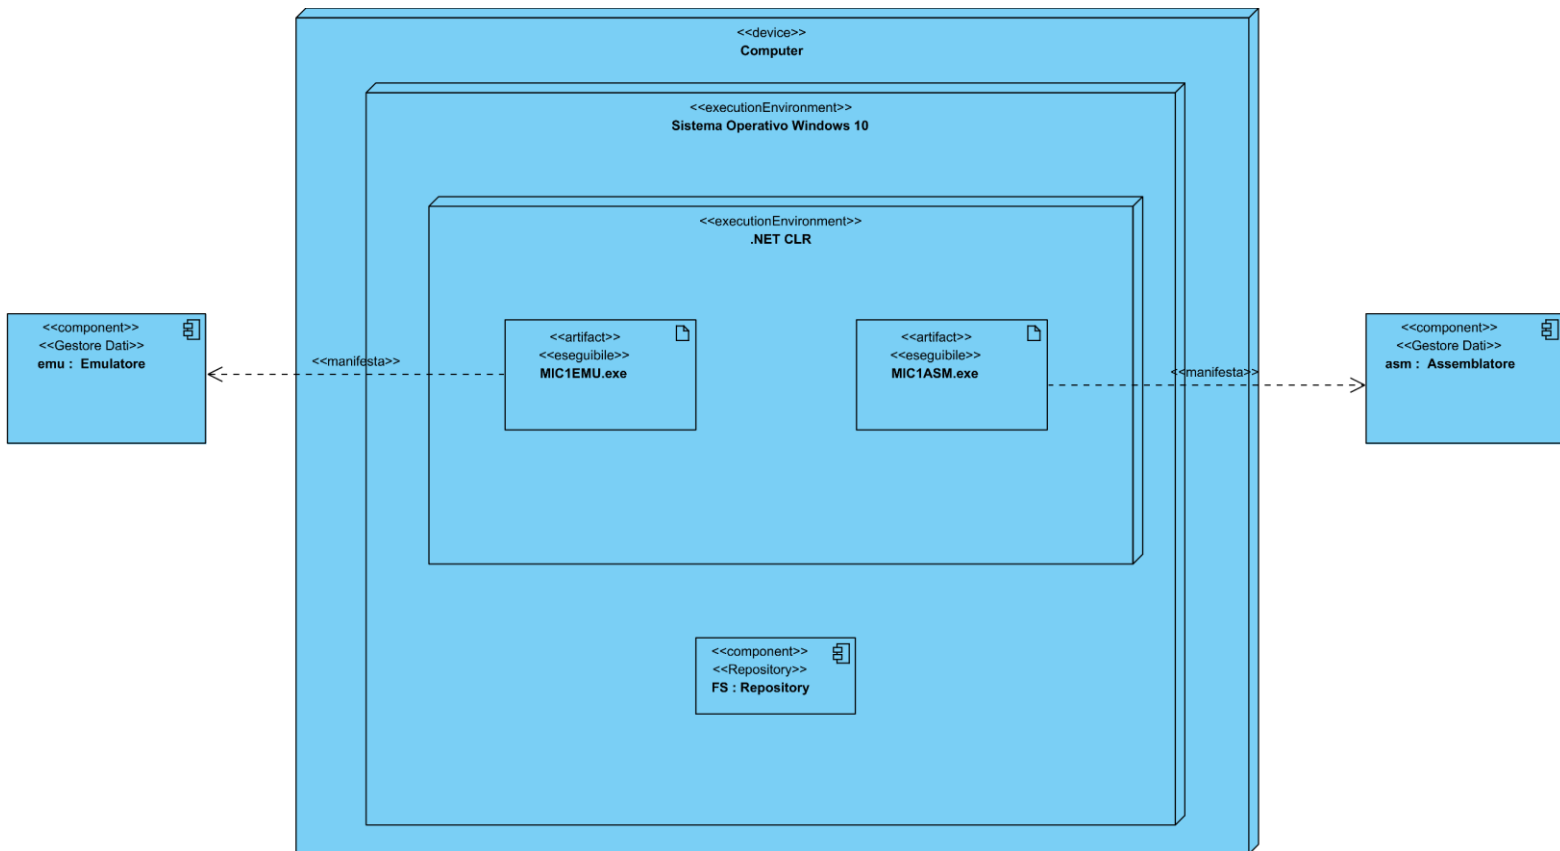 <<device>>
Computer
<<executionEnvironment>>
Sistema Operativo Windows 10
<<executionEnvironment>>
.NET CLR
<<component>>
<<Gestore Dati>>
emu : Emulatore
<<manifesta>>
<<artifact>>
<<eseguibile>>
MIC1EMU.exe
<<artifact>>
<<eseguibile>>
MIC1ASM.exe
<<manifesta>>
<<component>>
<<Gestore Dati>>
asm : Assemblatore
<<component>>
<<Repository>>
FS : Repository